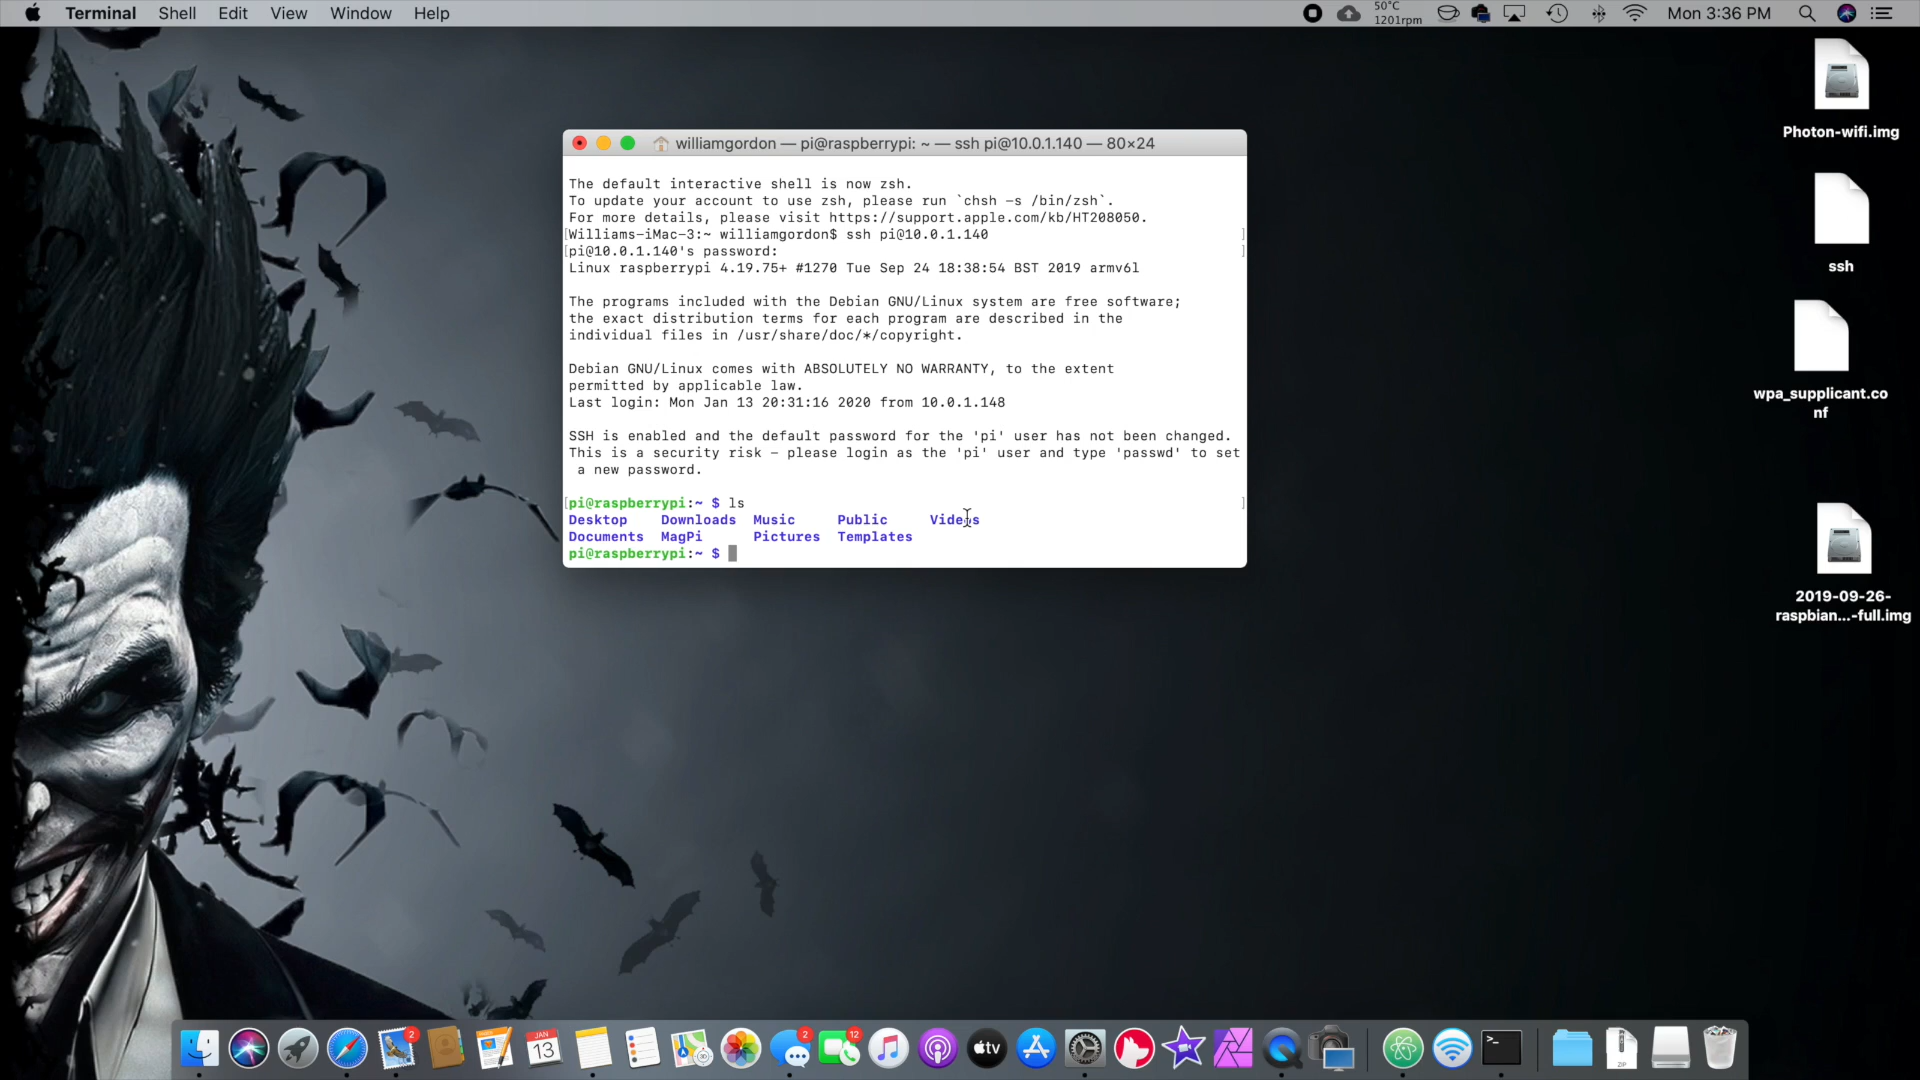 Terminal Shell Edit View Window Help 50°C 1201rpm Mon 3:36 PM
williamgordon — pi@raspberrypi: ~ — ssh pi@10.0.1.140 — 80×24
The default interactive shell is now zsh.
To update your account to use zsh, please run `chsh -s /bin/zsh`.
For more details, please visit https://support.apple.com/kb/HT208050.
[Williams-iMac-3:~ williamgordon$ ssh pi@10.0.1.140 ]
[pi@10.0.1.140's password: ]
Linux raspberrypi 4.19.75+ #1270 Tue Sep 24 18:38:54 BST 2019 armv6l
The programs included with the Debian GNU/Linux system are free software;
the exact distribution terms for each program are described in the
individual files in /usr/share/doc/*/copyright.
Debian GNU/Linux comes with ABSOLUTELY NO WARRANTY, to the extent
permitted by applicable law.
Last login: Mon Jan 13 20:31:16 2020 from 10.0.1.148
SSH is enabled and the default password for the 'pi' user has not been changed.
This is a security risk - please login as the 'pi' user and type 'passwd' to set
a new password.
[pi@raspberrypi:~ $ ls ]
Desktop Downloads Music Public Videos
Documents MagPi Pictures Templates
pi@raspberrypi:~ $
Photon-wifi.img
ssh
wpa_supplicant.co
nf
2019-09-26-
raspbian...-full.img
2
JAN
13
2
12
tv
>_
ZIP